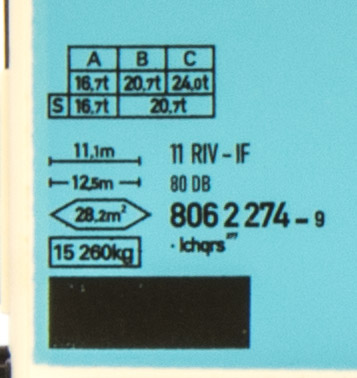 A B C
16,7t 20,7t 24,0t
S 16,7t 20,7t
11,1m 11 RIV-IF
12,5m 80 DB
28,2m² 806 2 274-9
15 260kg